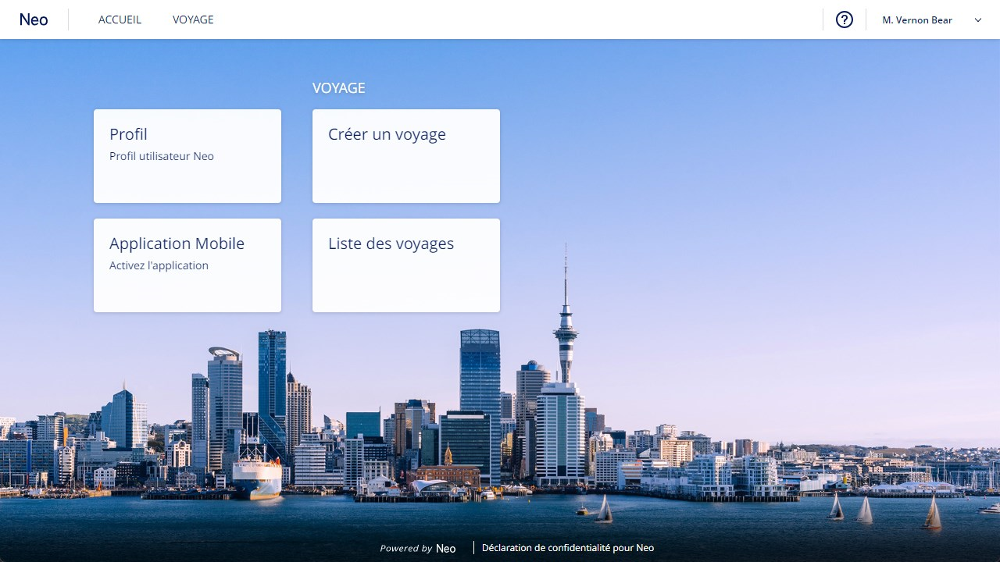 Neo
ACCUEIL
VOYAGE
M. Vernon Bear
VOYAGE
Profil
Profil utilisateur Neo
Créer un voyage
Application Mobile
Activez l'application
Liste des voyages
Powered by Neo
Déclaration de confidentialité pour Neo